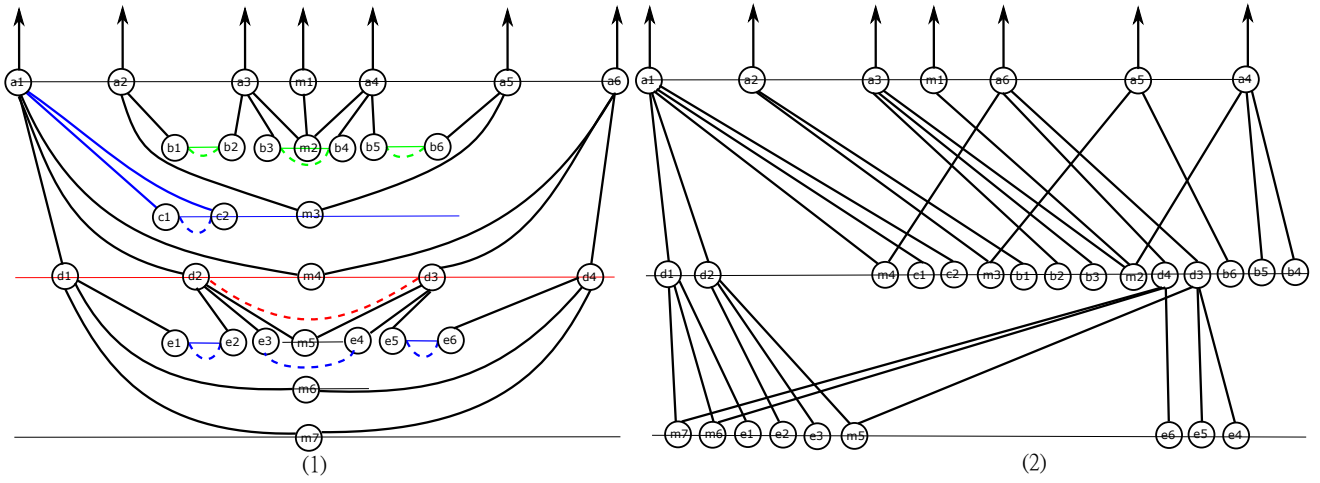 a1 a2 a3 m1 a4 a5 a6
b1 b2 b3 m2 b4 b5 b6
c1 c2 m3
d1 d2 m4 d3 d4
e1 e2 e3 m5 e4 e5 e6
m6
m7
(1)
a1 a2 a3 m1 a6 a5 a4
d1 d2 m4 c1 c2 m3 b1 b2 b3 m2 d4 d3 b6 b5 b4
m7 m6 e1 e2 e3 m5 e6 e5 e4
(2)